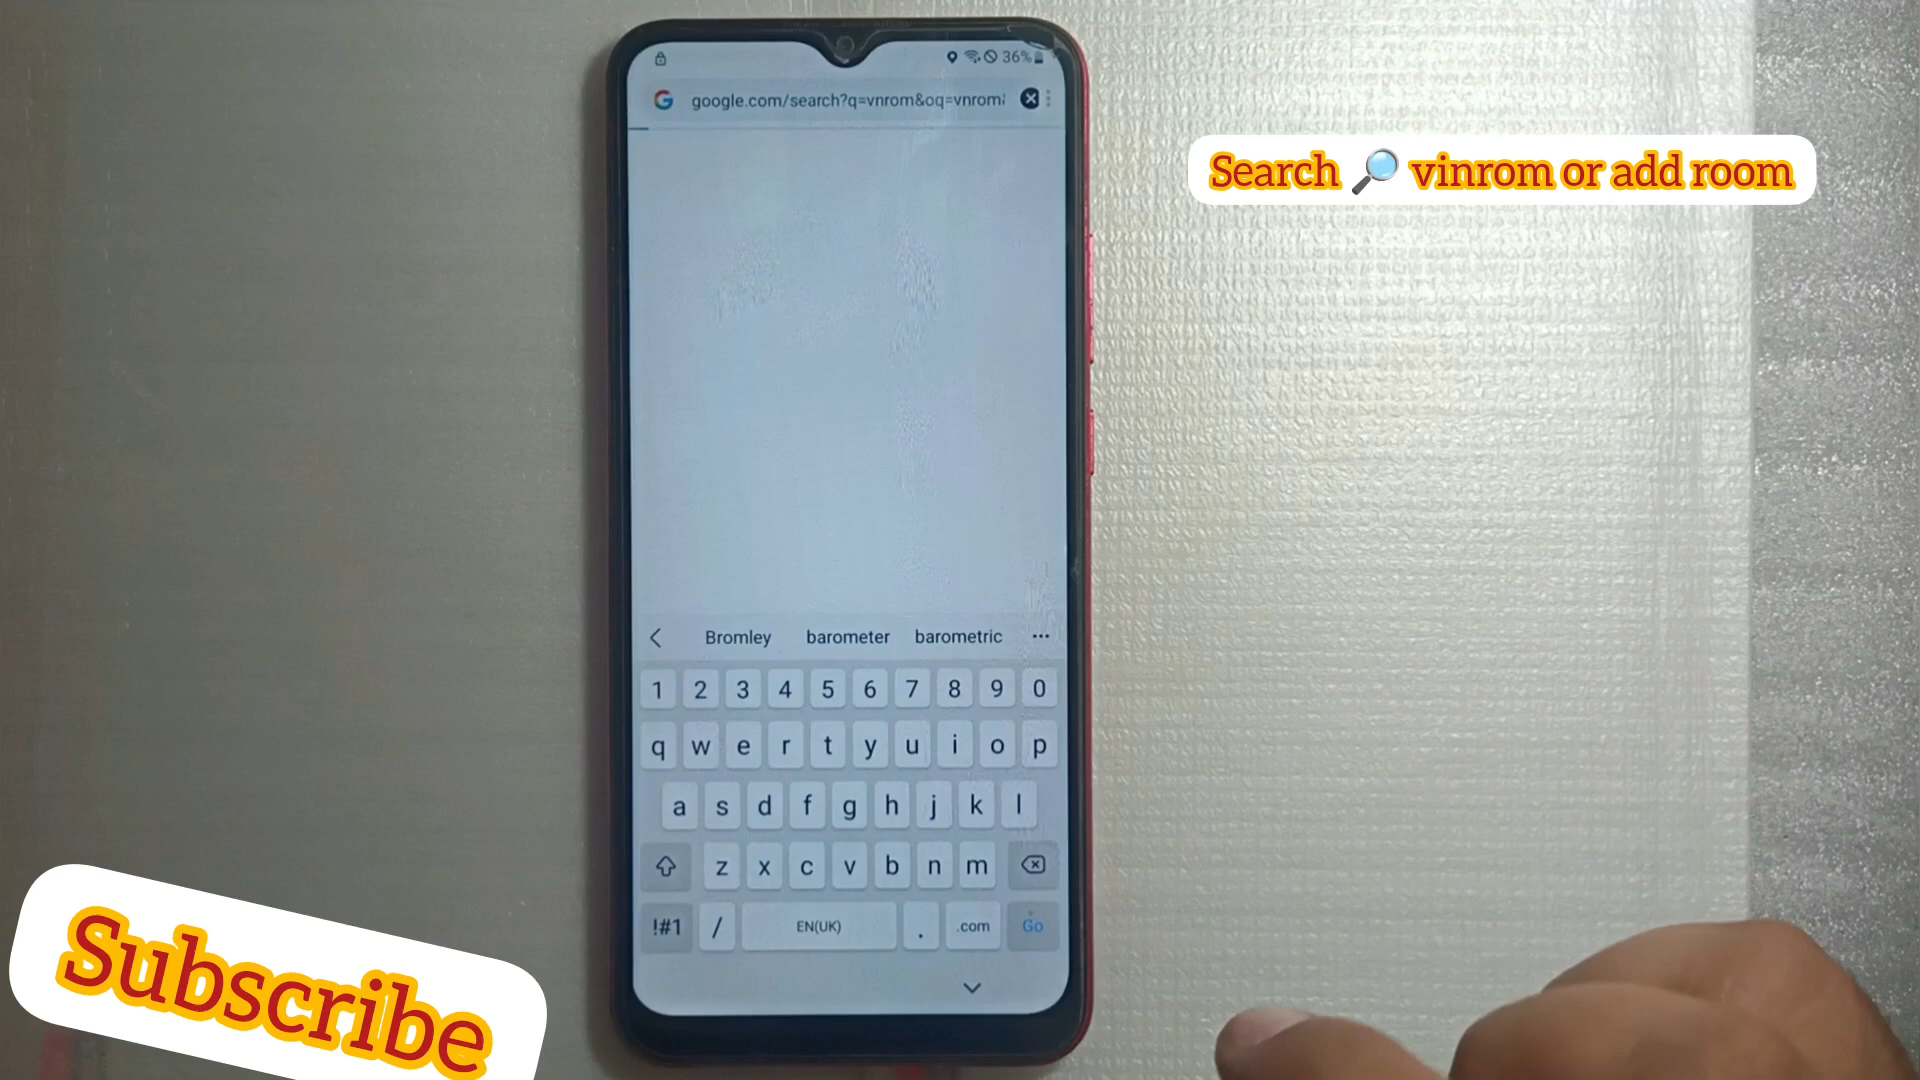 36%
google.com/search?q=vnrom&oq=vnrom
Search 🔎 vinrom or add room
Bromley barometer barometric ...
1 2 3 4 5 6 7 8 9 0
q w e r t y u i o p
a s d f g h j k l
z x c v b n m
!#1 / EN(UK) . .com Go
Subscribe